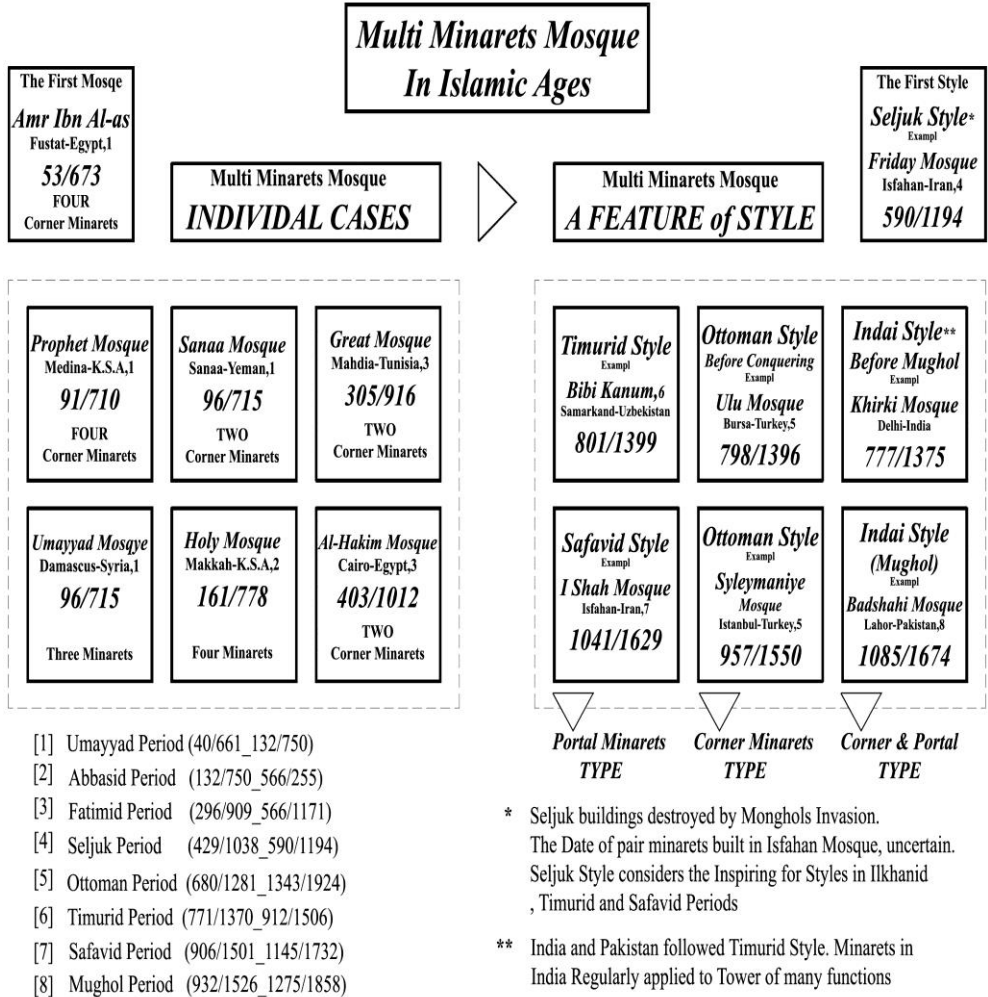 Multi Minarets Mosque
In Islamic Ages
The First Mosqe
Amr Ibn Al-as
Fustat-Egypt,1
53/673
FOUR
Corner Minarets
Multi Minarets Mosque
INDIVIDAL CASES
Multi Minarets Mosque
A FEATURE of STYLE
The First Style
Seljuk Style*
Exampl
Friday Mosque
Isfahan-Iran,4
590/1194
Prophet Mosque
Medina-K.S.A,1
91/710
FOUR
Corner Minarets
Sanaa Mosque
Sanaa-Yeman,1
96/715
TWO
Corner Minarets
Great Mosque
Mahdia-Tunisia,3
305/916
TWO
Corner Minarets
Umayyad Mosqye
Damascus-Syria,1
96/715
Three Minarets
Holy Mosque
Makkah-K.S.A,2
161/778
Four Minarets
Al-Hakim Mosque
Cairo-Egypt,3
403/1012
TWO
Corner Minarets
Timurid Style
Exampl
Bibi Kanum,6
Samarkand-Uzbekistan
801/1399
Ottoman Style
Before Conquering
Exampl
Ulu Mosque
Bursa-Turkey,5
798/1396
Indai Style**
Before Mughol
Exampl
Khirki Mosque
Delhi-India
777/1375
Safavid Style
Exampl
I Shah Mosque
Isfahan-Iran,7
1041/1629
Ottoman Style
Exampl
Syleymaniye
Mosque
Istanbul-Turkey,5
957/1550
Indai Style
(Mughol)
Exampl
Badshahi Mosque
Lahor-Pakistan,8
1085/1674
Portal Minarets
TYPE
Corner Minarets
TYPE
Corner & Portal
TYPE
[1] Umayyad Period (40/661_132/750)
[2] Abbasid Period (132/750_566/255)
[3] Fatimid Period (296/909_566/1171)
[4] Seljuk Period (429/1038_590/1194)
[5] Ottoman Period (680/1281_1343/1924)
[6] Timurid Period (771/1370_912/1506)
[7] Safavid Period (906/1501_1145/1732)
[8] Mughol Period (932/1526_1275/1858)
* Seljuk buildings destroyed by Monghols Invasion.
The Date of pair minarets built in Isfahan Mosque, uncertain.
Seljuk Style considers the Inspiring for Styles in Ilkhanid
, Timurid and Safavid Periods
** India and Pakistan followed Timurid Style. Minarets in
India Regularly applied to Tower of many functions